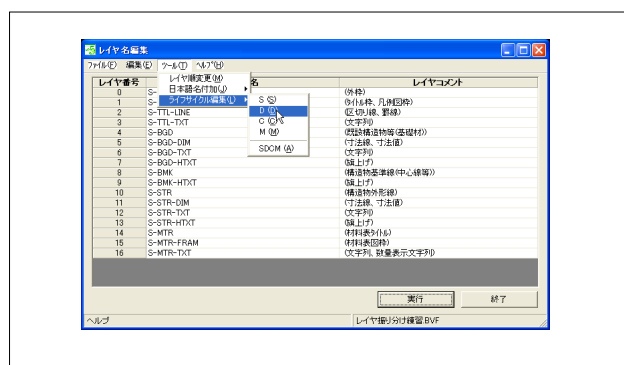 レイヤ名編集
ファイル(F) 編集(E) ツール(T) ヘルプ(H)
レイヤ順変更(M)
日本語名付加(J)
ライフサイクル編集(L)
S (S)
D (D)
C (C)
M (M)
SDCM (A)
レイヤ番号 名 レイヤコメント
0 S- (外枠)
1 S- (タイトル枠、凡例図枠)
2 S-TTL-LINE (区切り線、罫線)
3 S-TTL-TXT (文字列)
4 S-BGD (既設構造物等(基礎材))
5 S-BGD-DIM (寸法線、寸法値)
6 S-BGD-TXT (文字列)
7 S-BGD-HTXT (旗上げ)
8 S-BMK (構造物基準線(中心線等))
9 S-BMK-HTXT (旗上げ)
10 S-STR (構造物外形線)
11 S-STR-DIM (寸法線、寸法値)
12 S-STR-TXT (文字列)
13 S-STR-HTXT (旗上げ)
14 S-MTR (材料表タイトル)
15 S-MTR-FRAM (材料表図枠)
16 S-MTR-TXT (文字列、数量表示文字列)
実行 終了
ヘルプ レイヤ振り分け練習.BVF